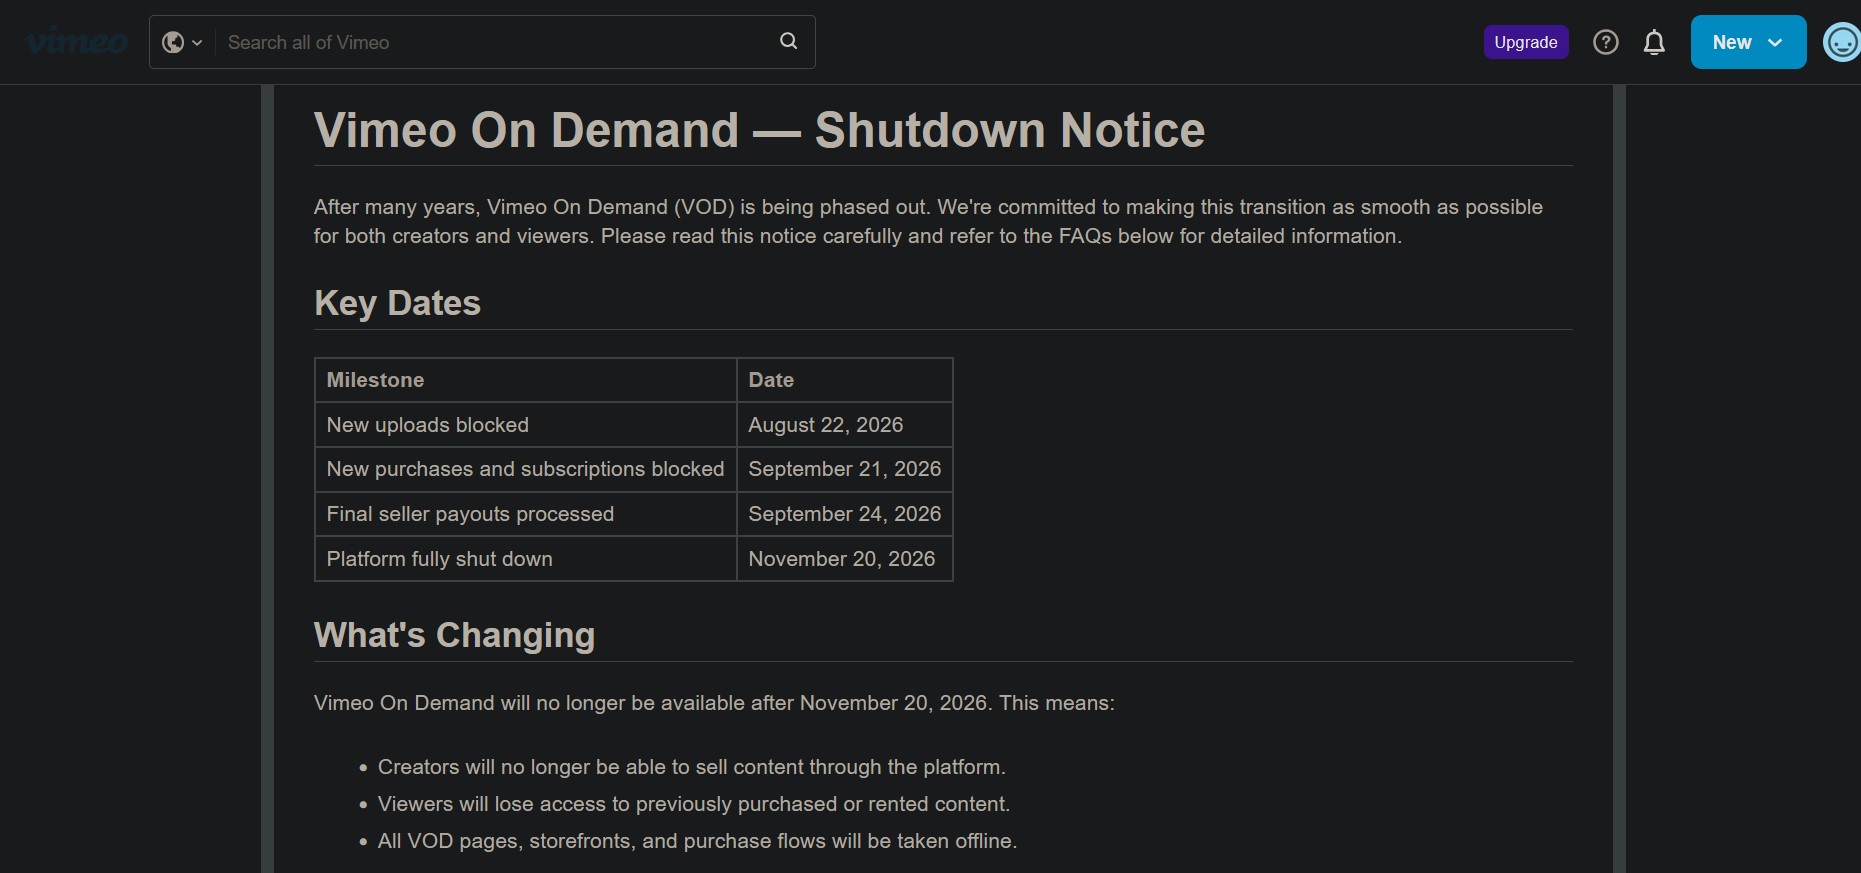 vimeo
Search all of Vimeo
Upgrade
New
Vimeo On Demand — Shutdown Notice
After many years, Vimeo On Demand (VOD) is being phased out. We're committed to making this transition as smooth as possible
for both creators and viewers. Please read this notice carefully and refer to the FAQs below for detailed information.
Key Dates
Milestone Date
New uploads blocked August 22, 2026
New purchases and subscriptions blocked September 21, 2026
Final seller payouts processed September 24, 2026
Platform fully shut down November 20, 2026
What's Changing
Vimeo On Demand will no longer be available after November 20, 2026. This means:
• Creators will no longer be able to sell content through the platform.
• Viewers will lose access to previously purchased or rented content.
• All VOD pages, storefronts, and purchase flows will be taken offline.